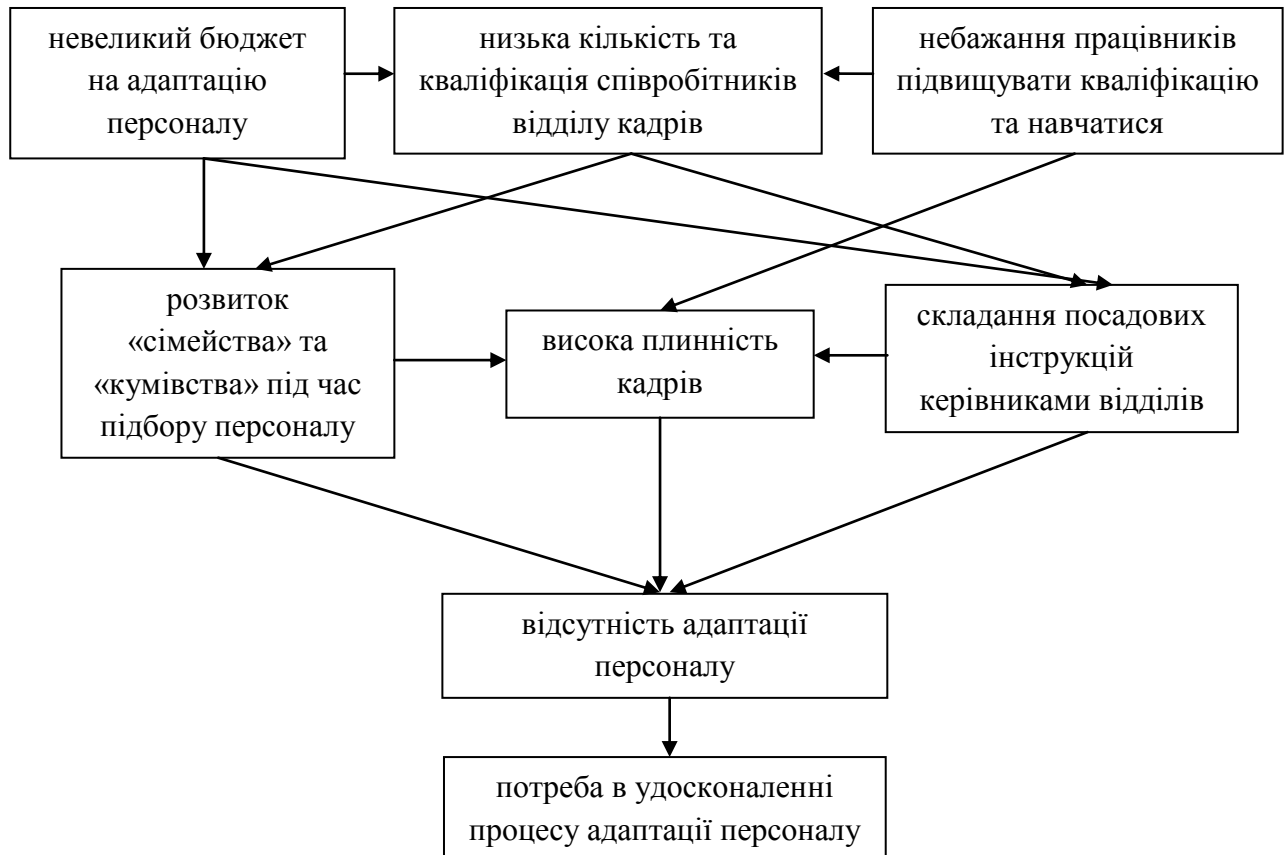 невеликий бюджет
на адаптацію
персоналу
низька кількість та
кваліфікація співробітників
відділу кадрів
небажання працівників
підвищувати кваліфікацію
та навчатися
розвиток
«сімейства» та
«кумівства» під час
підбору персоналу
висока плинність
кадрів
складання посадових
інструкцій
керівниками відділів
відсутність адаптації
персоналу
потреба в удосконаленні
процесу адаптації персоналу